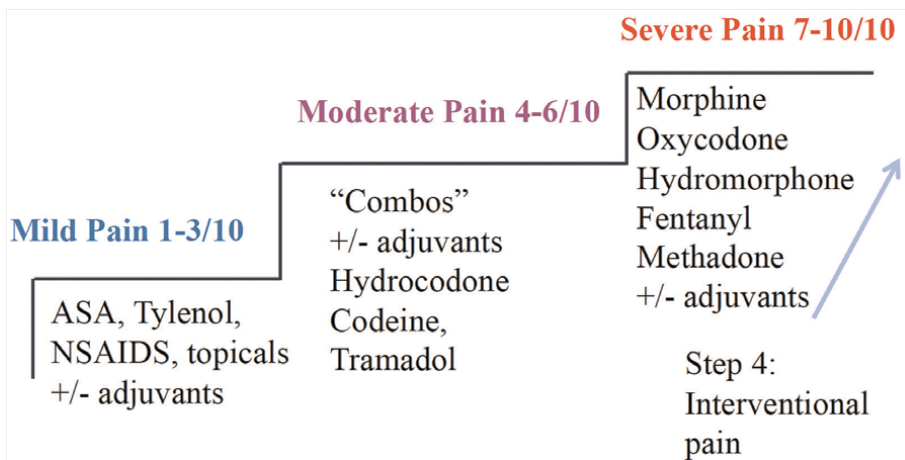 Mild Pain 1-3/10
ASA, Tylenol,
NSAIDS, topicals
+/- adjuvants
Moderate Pain 4-6/10
“Combos”
+/- adjuvants
Hydrocodone
Codeine,
Tramadol
Severe Pain 7-10/10
Morphine
Oxycodone
Hydromorphone
Fentanyl
Methadone
+/- adjuvants
Step 4:
Interventional
pain